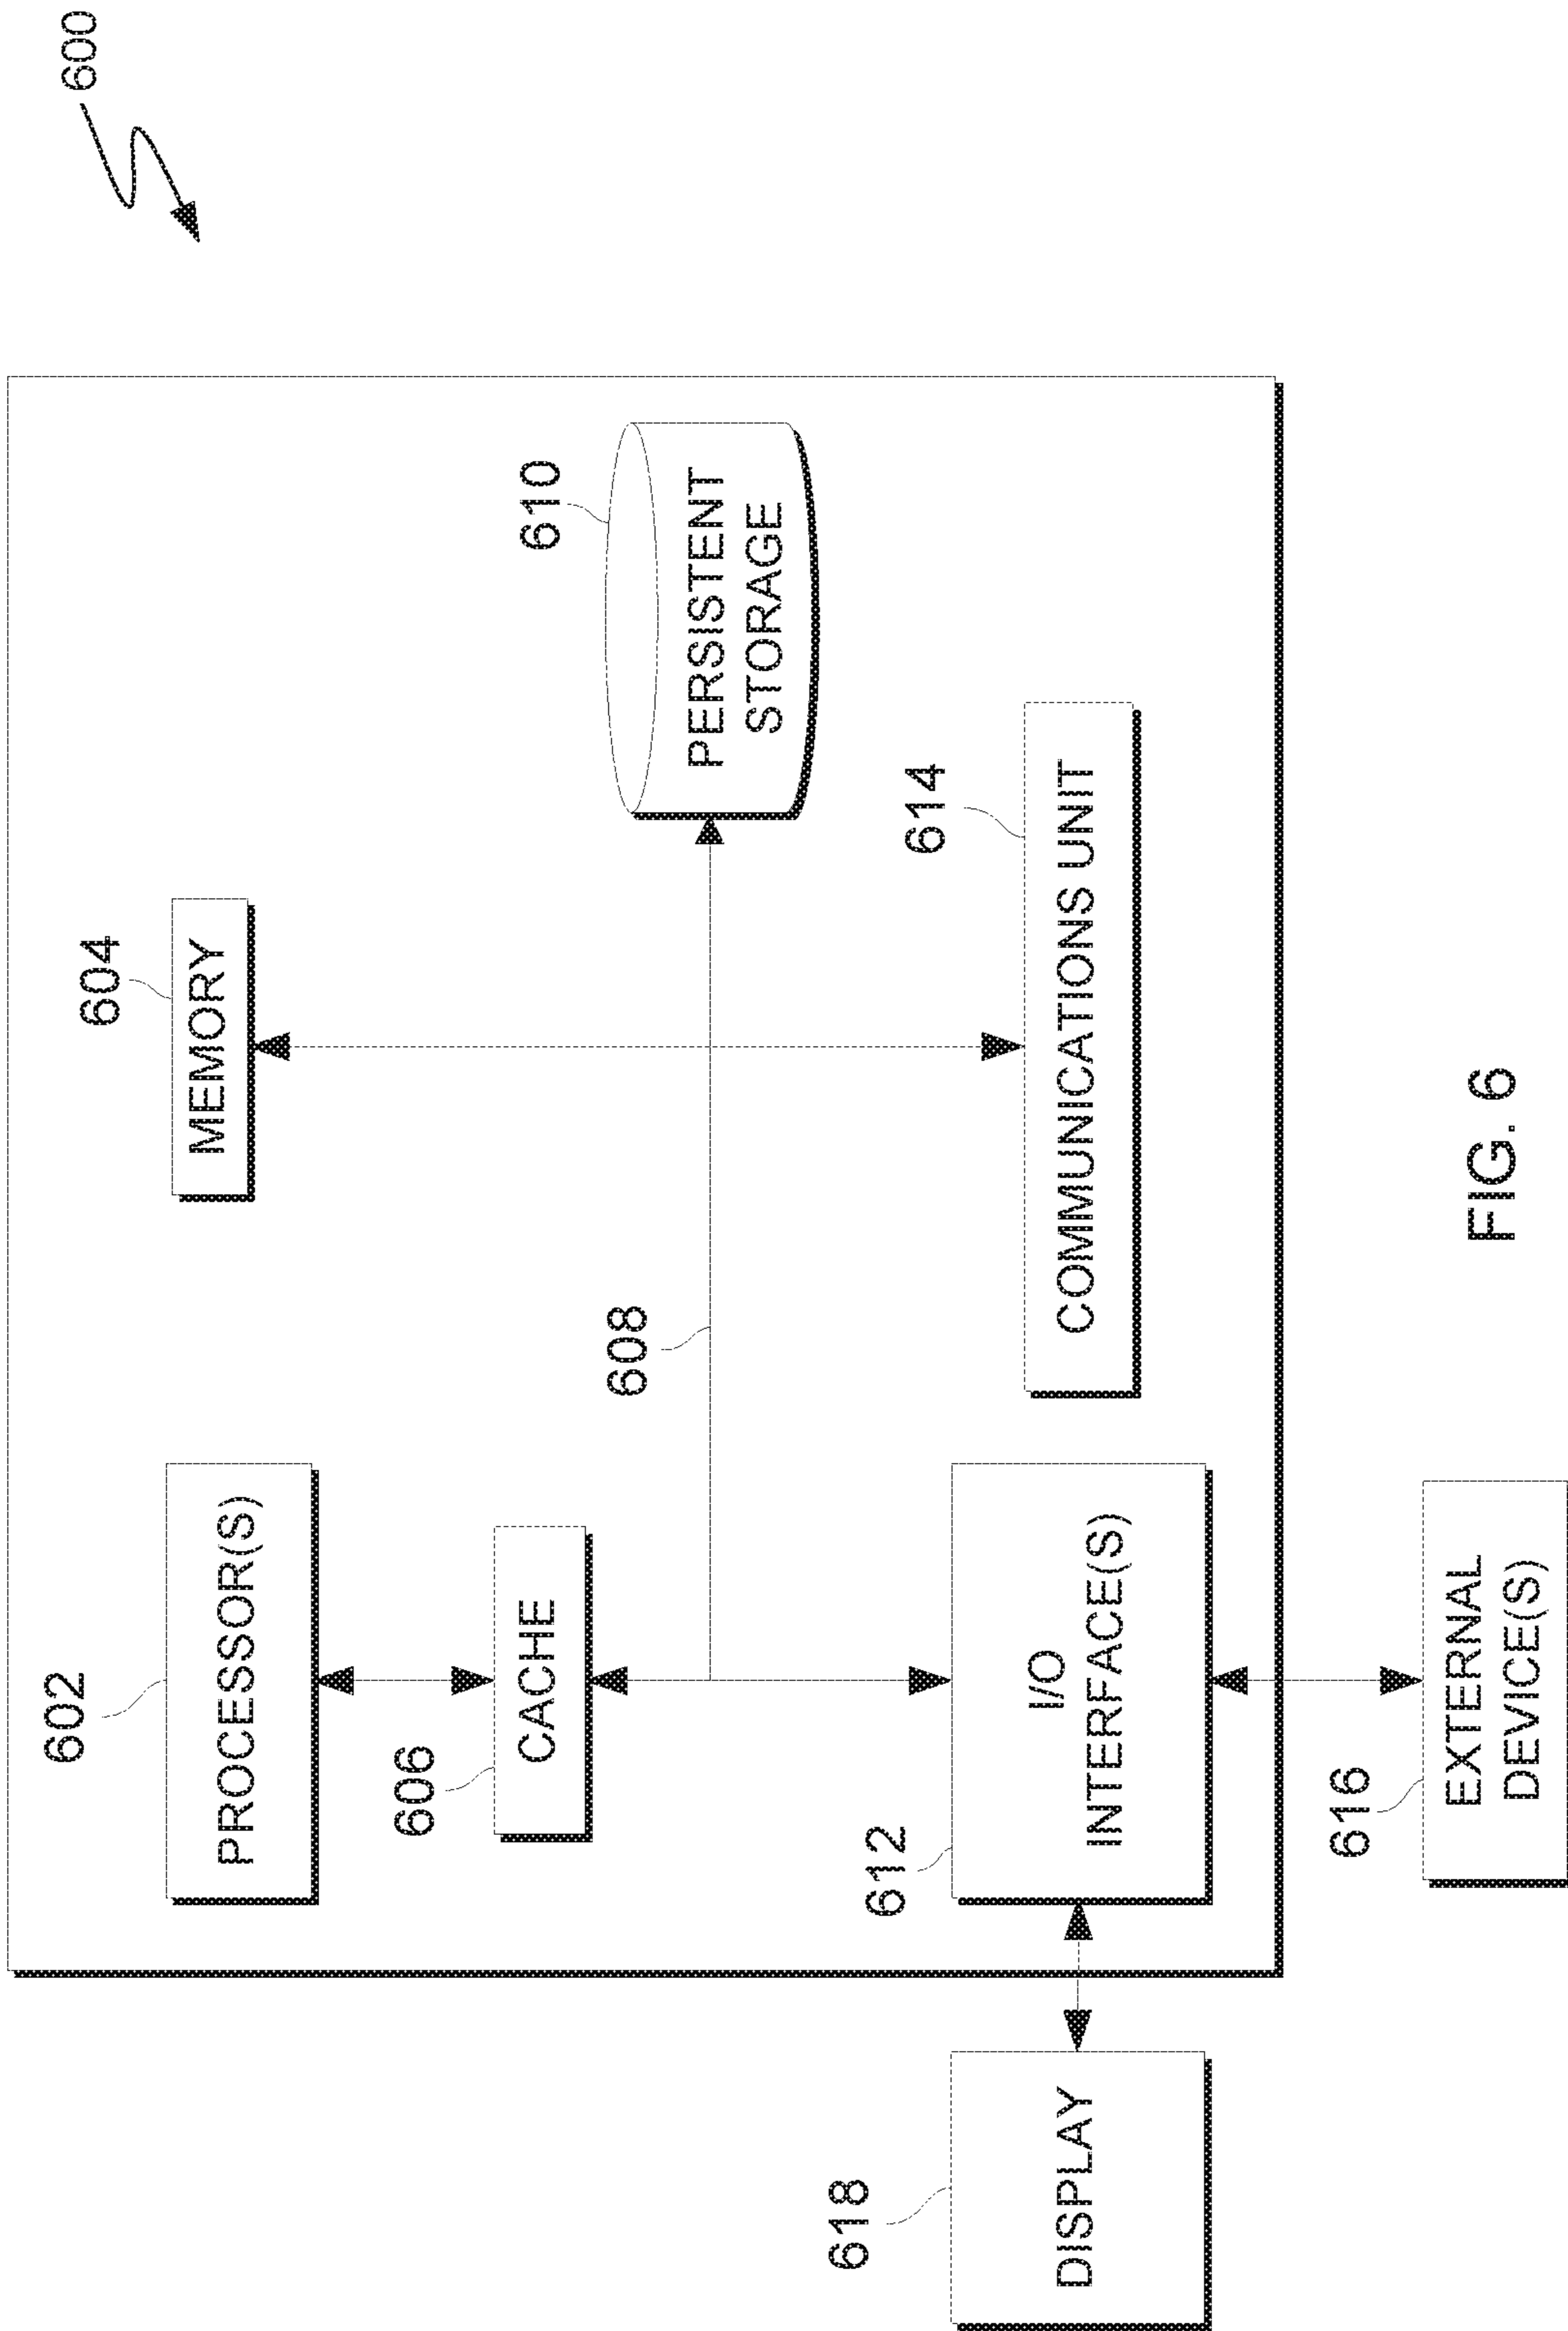 600
602
PROCESSOR(S)
604
MEMORY
606
CACHE
608
610
PERSISTENT
STORAGE
612
I/O
INTERFACE(S)
614
COMMUNICATIONS UNIT
618
DISPLAY
616
EXTERNAL
DEVICE(S)
FIG. 6